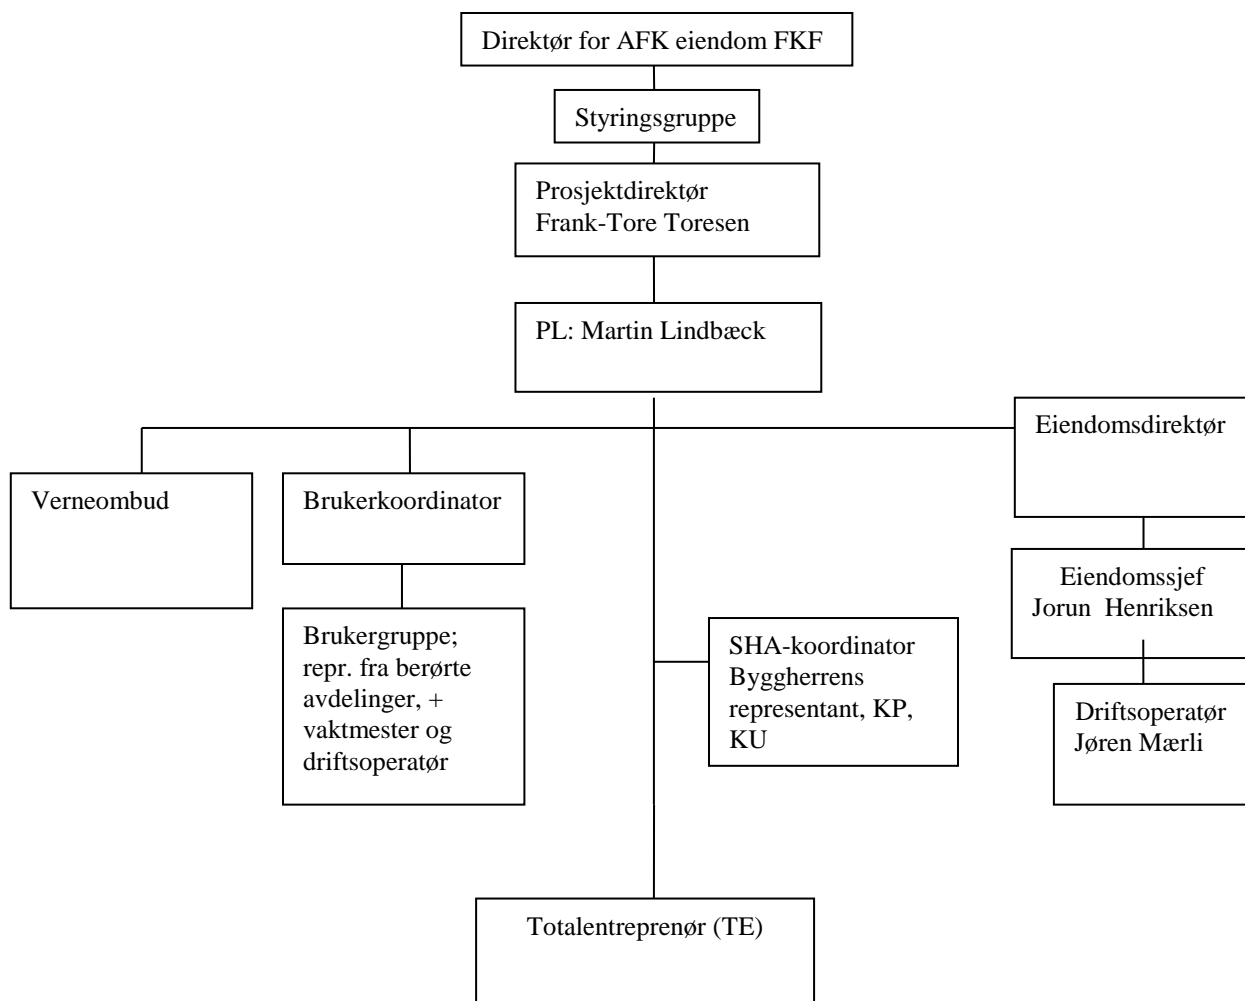 Direktør for AFK eiendom FKF
Styringsgruppe
Prosjektdirektør
Frank-Tore Toresen
PL: Martin Lindbæck
Eiendomsdirektør
Verneombud
Brukerkoordinator
Eiendomssjef
Jorun Henriksen
Brukergruppe;
repr. fra berørte
avdelinger, +
vaktmester og
driftsoperatør
SHA-koordinator
Byggherrens
representant, KP,
KU
Driftsoperatør
Jøren Mærli
Totalentreprenør (TE)